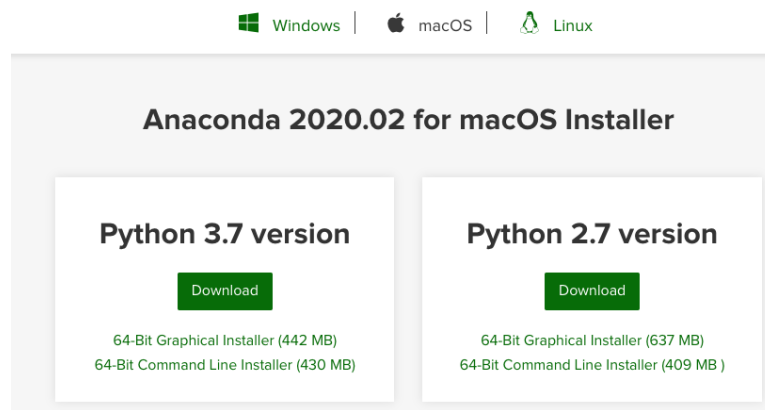 Windows | macOS | Linux
Anaconda 2020.02 for macOS Installer
Python 3.7 version
Download
64-Bit Graphical Installer (442 MB)
64-Bit Command Line Installer (430 MB)
Python 2.7 version
Download
64-Bit Graphical Installer (637 MB)
64-Bit Command Line Installer (409 MB )